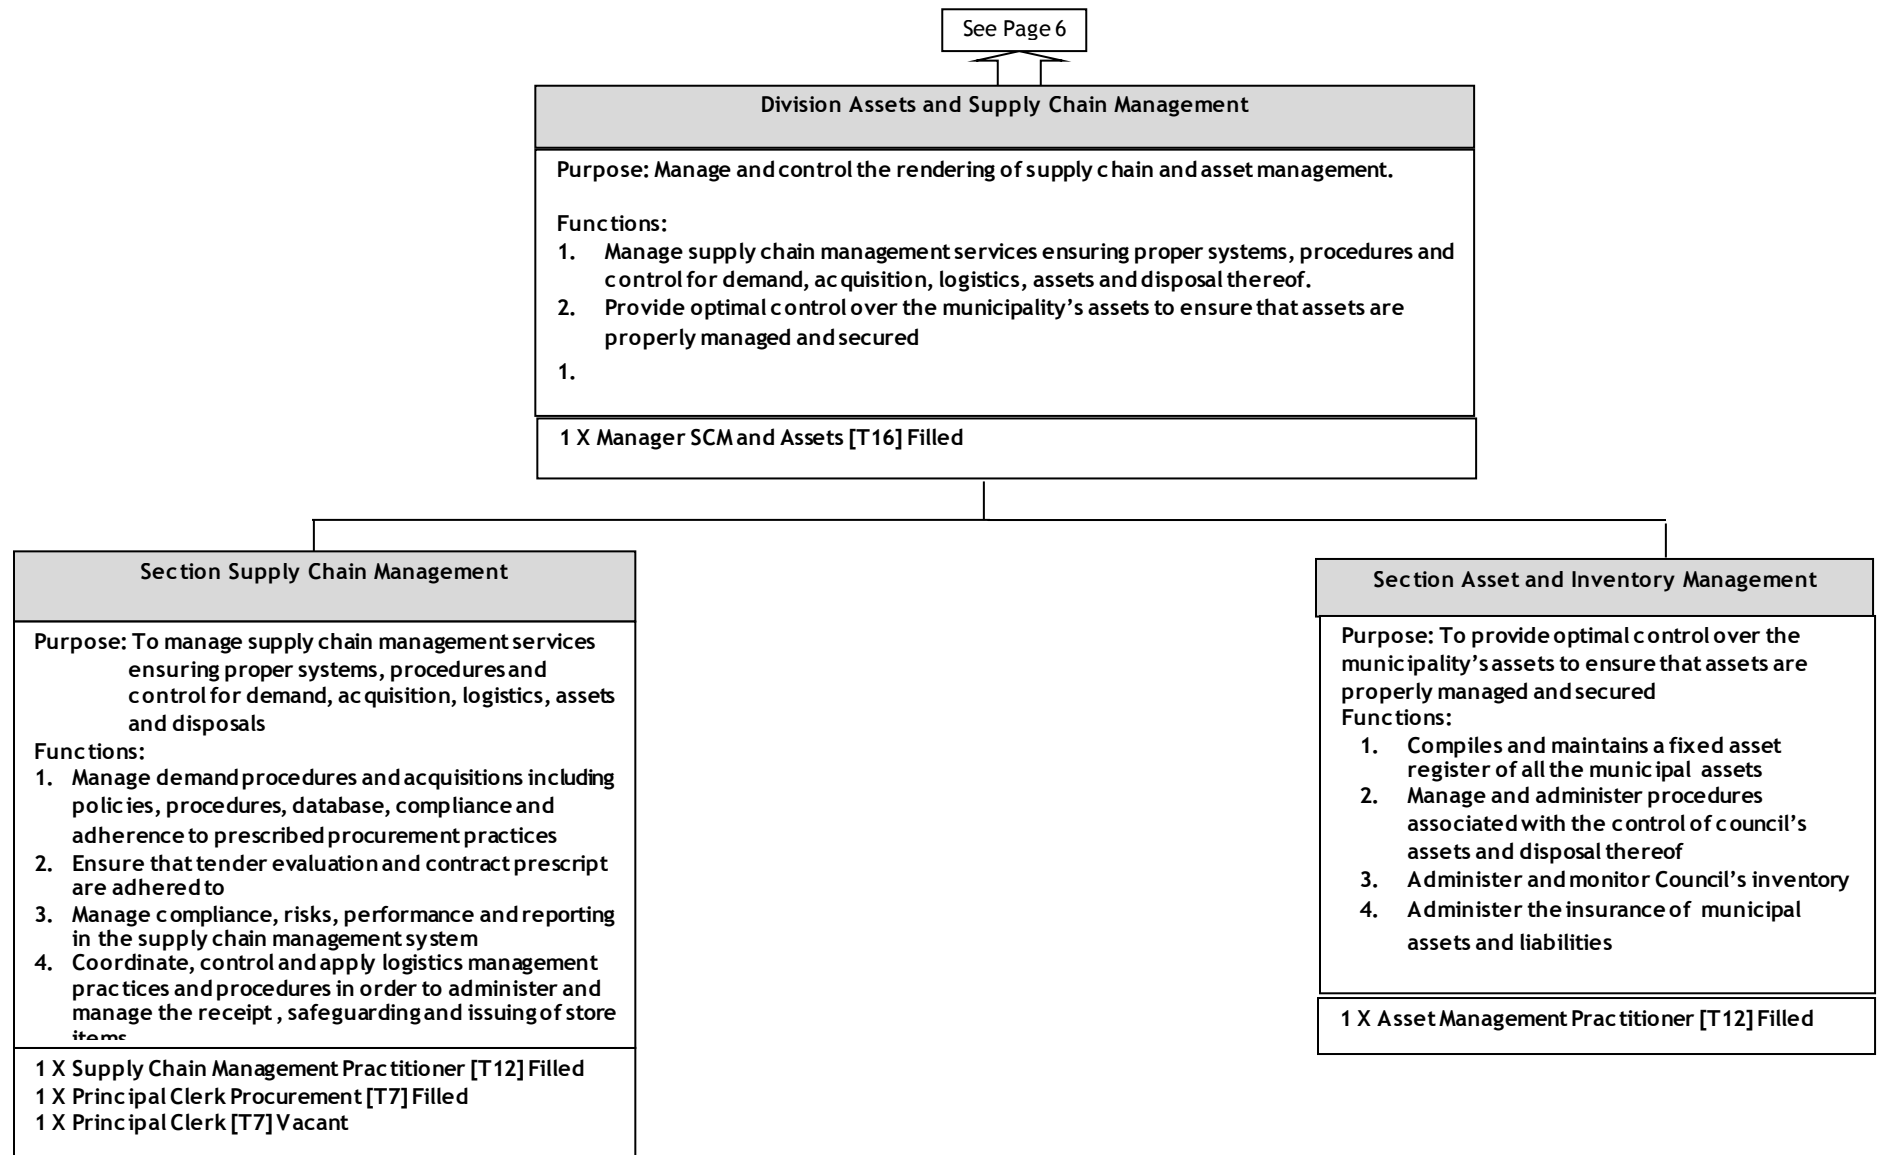 See Page 6
Division Assets and Supply Chain Management
Purpose: Manage and control the rendering of supply chain and asset management.
Functions:
1. Manage supply chain management services ensuring proper systems, procedures and
control for demand, acquisition, logistics, assets and disposal thereof.
2. Provide optimal control over the municipality’s assets to ensure that assets are
properly managed and secured
1.
1 X Manager SCM and Assets [T16] Filled
Section Supply Chain Management
Purpose: To manage supply chain management services
ensuring proper systems, procedures and
control for demand, acquisition, logistics, assets
and disposals
Functions:
1. Manage demand procedures and acquisitions including
policies, procedures, database, compliance and
adherence to prescribed procurement practices
2. Ensure that tender evaluation and contract prescript
are adhered to
3. Manage compliance, risks, performance and reporting
in the supply chain management system
4. Coordinate, control and apply logistics management
practices and procedures in order to administer and
manage the receipt , safeguarding and issuing of store
items
1 X Supply Chain Management Practitioner [T12] Filled
1 X Principal Clerk Procurement [T7] Filled
1 X Principal Clerk [T7] Vacant
Section Asset and Inventory Management
Purpose: To provide optimal control over the
municipality’s assets to ensure that assets are
properly managed and secured
Functions:
1. Compiles and maintains a fixed asset
register of all the municipal assets
2. Manage and administer procedures
associated with the control of council’s
assets and disposal thereof
3. Administer and monitor Council’s inventory
4. Administer the insurance of municipal
assets and liabilities
1 X Asset Management Practitioner [T12] Filled